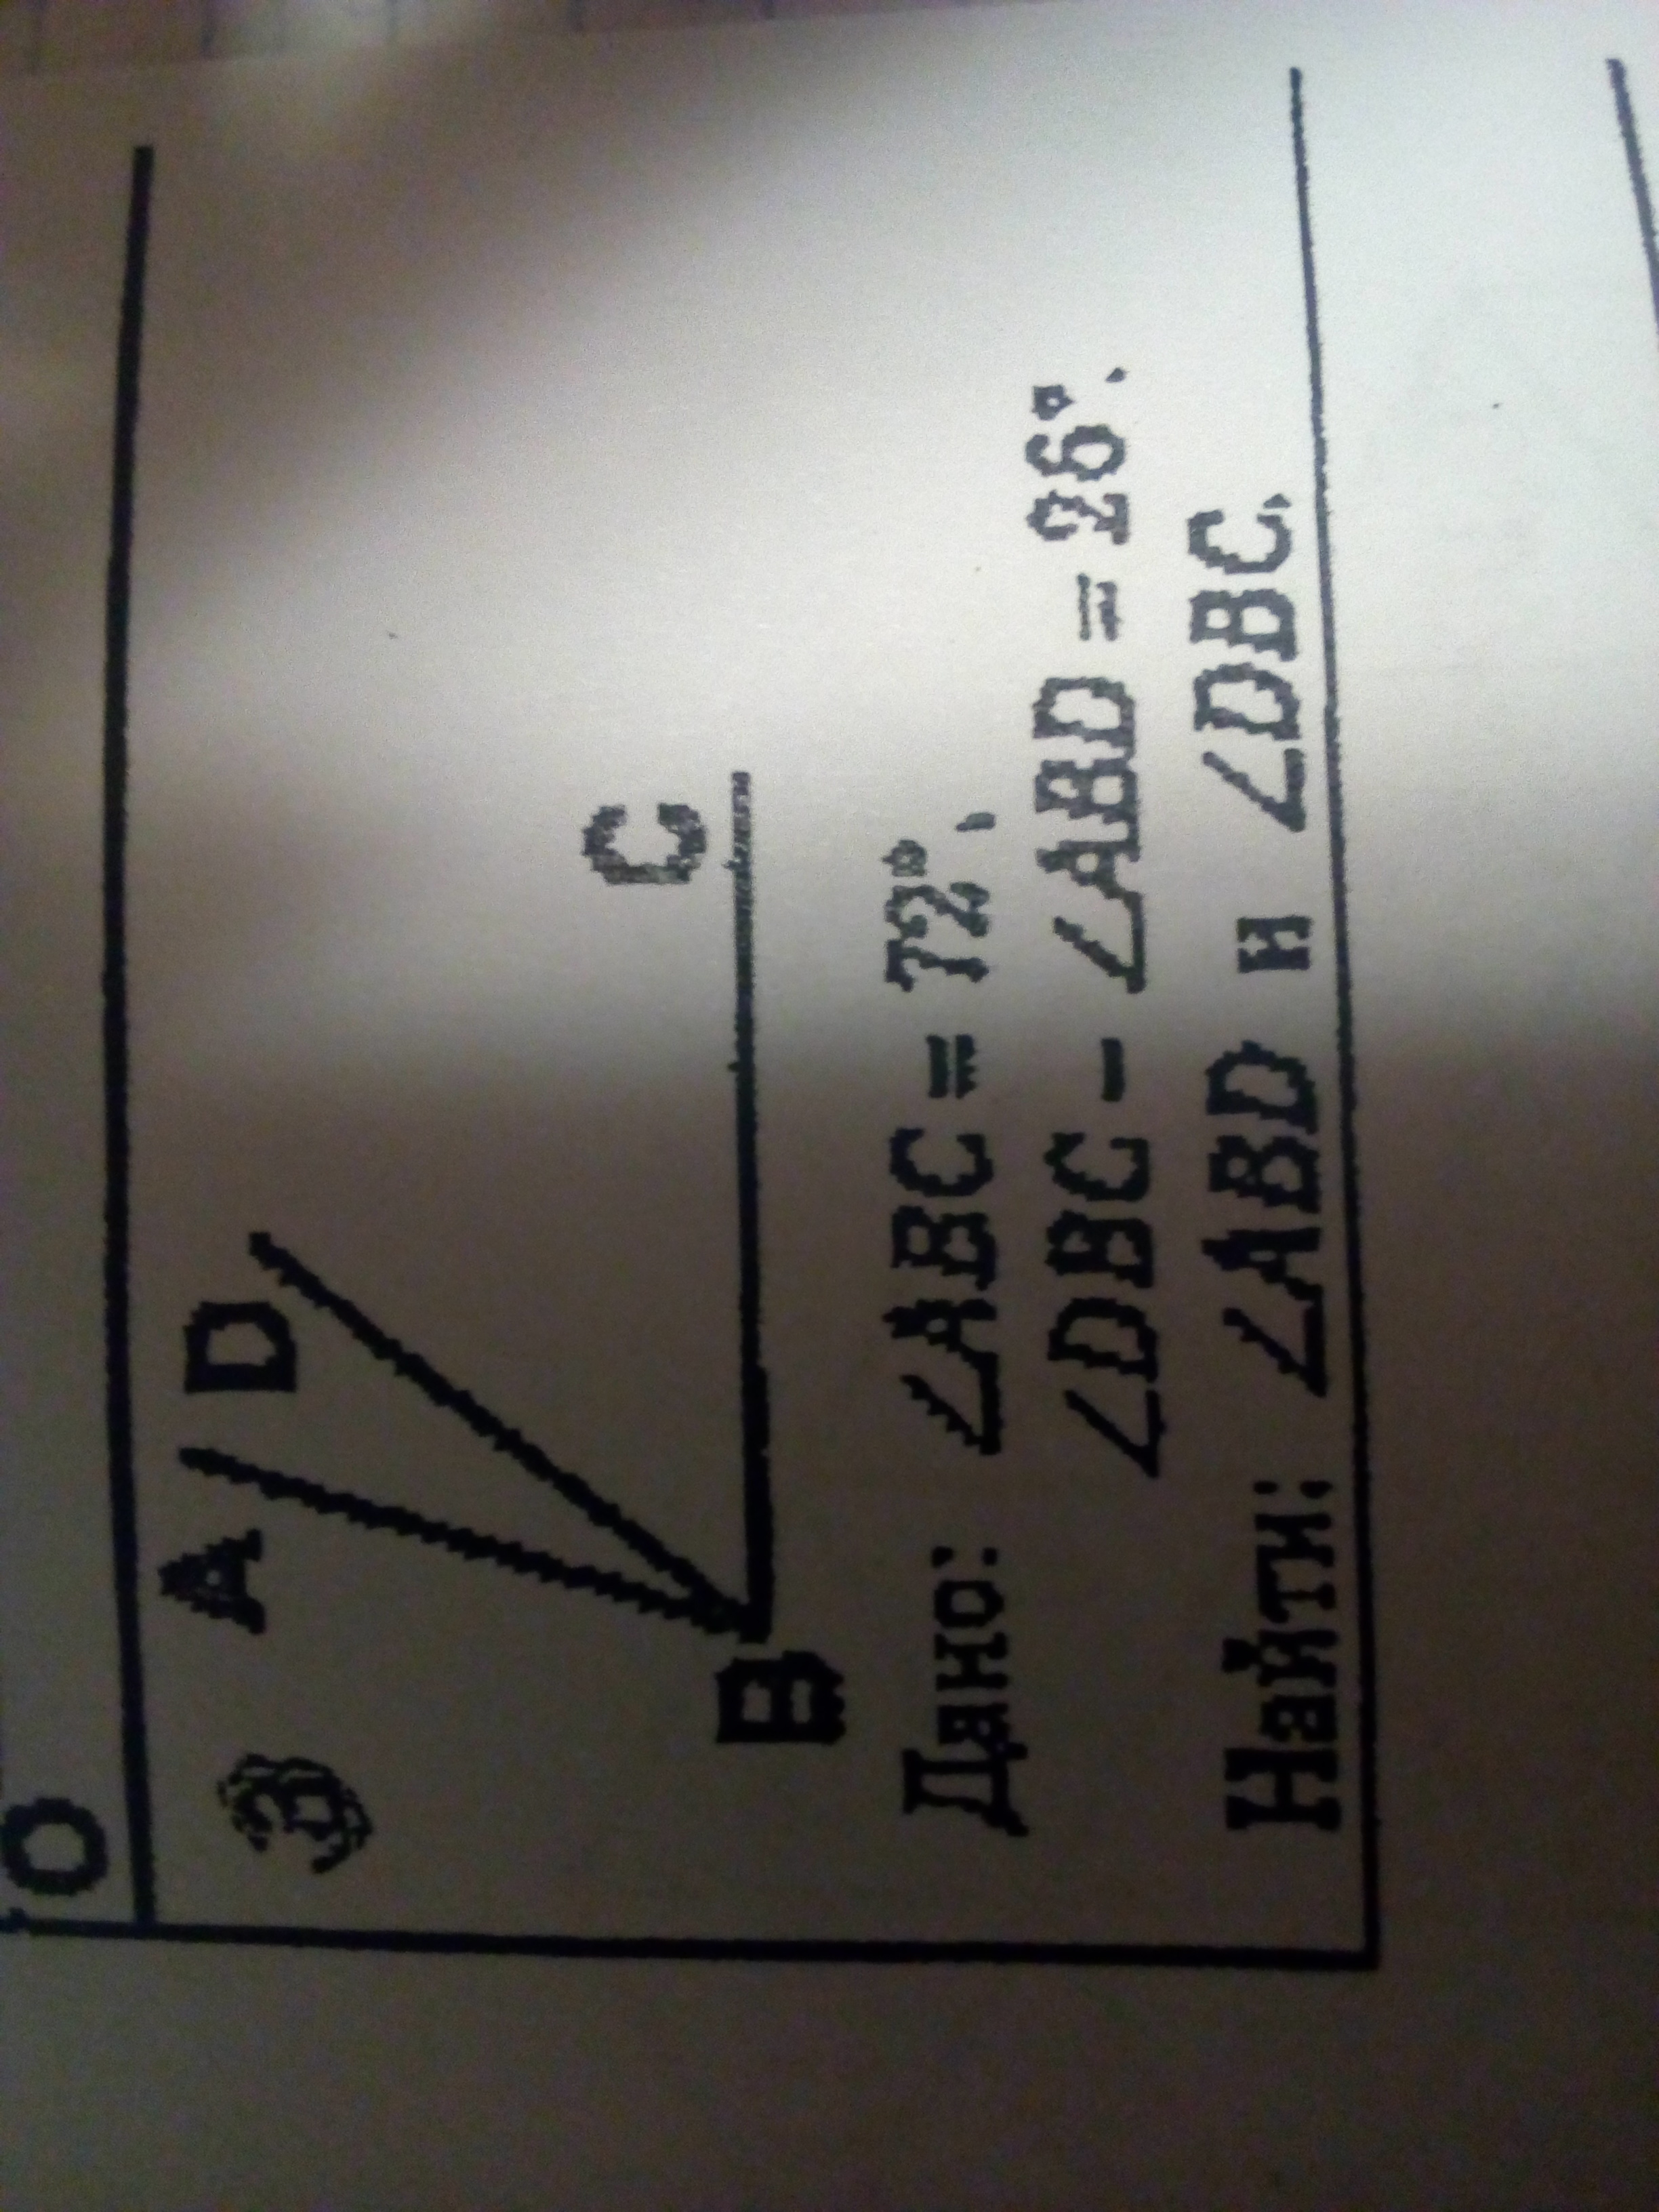 O
3
A D
C
B
Дано: ∠ABC = 72°,
∠DBC - ∠ABD = 26°.
Найти: ∠ABD и ∠DBC.